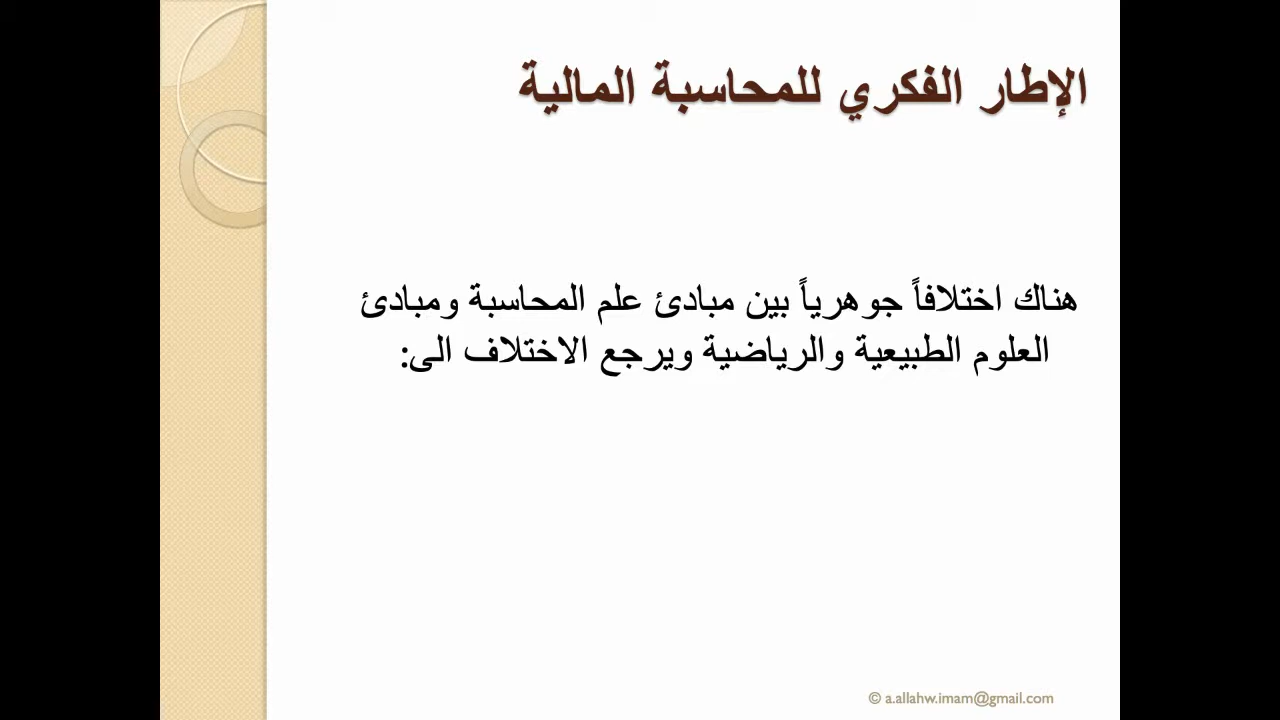 الإطار الفكري للمحاسبة المالية
هناك اختلافاً جوهرياً بين مبادئ علم المحاسبة ومبادئ
العلوم الطبيعية والرياضية ويرجع الاختلاف الى:
© a.allahw.imam@gmail.com